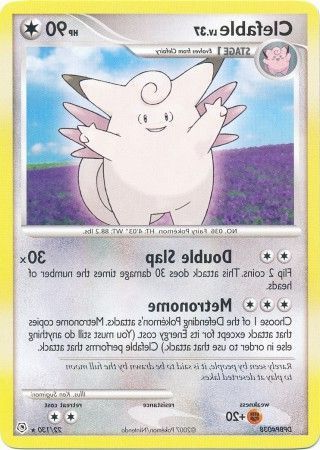 Clefable LV.37
HP 90
STAGE 1 Evolves from Clefairy
NO. 036 Fairy Pokémon HT: 4'03" WT: 88.2 lbs.
Double Slap 30×
Flip 2 coins. This attack does 30 damage times the number of
heads.
Metronome
Choose 1 of the Defending Pokémon's attacks. Metronome copies
that attack except for its Energy cost. (You must still do anything
else required for that attack.) Clefable performs that attack.
Rarely seen by people, it is said to be drawn by the full moon
to play at deserted lakes.
weakness +20
resistance
retreat cost
DPBP#038
Illus. Ken Sugimori
©2007 Pokémon/Nintendo
22/130